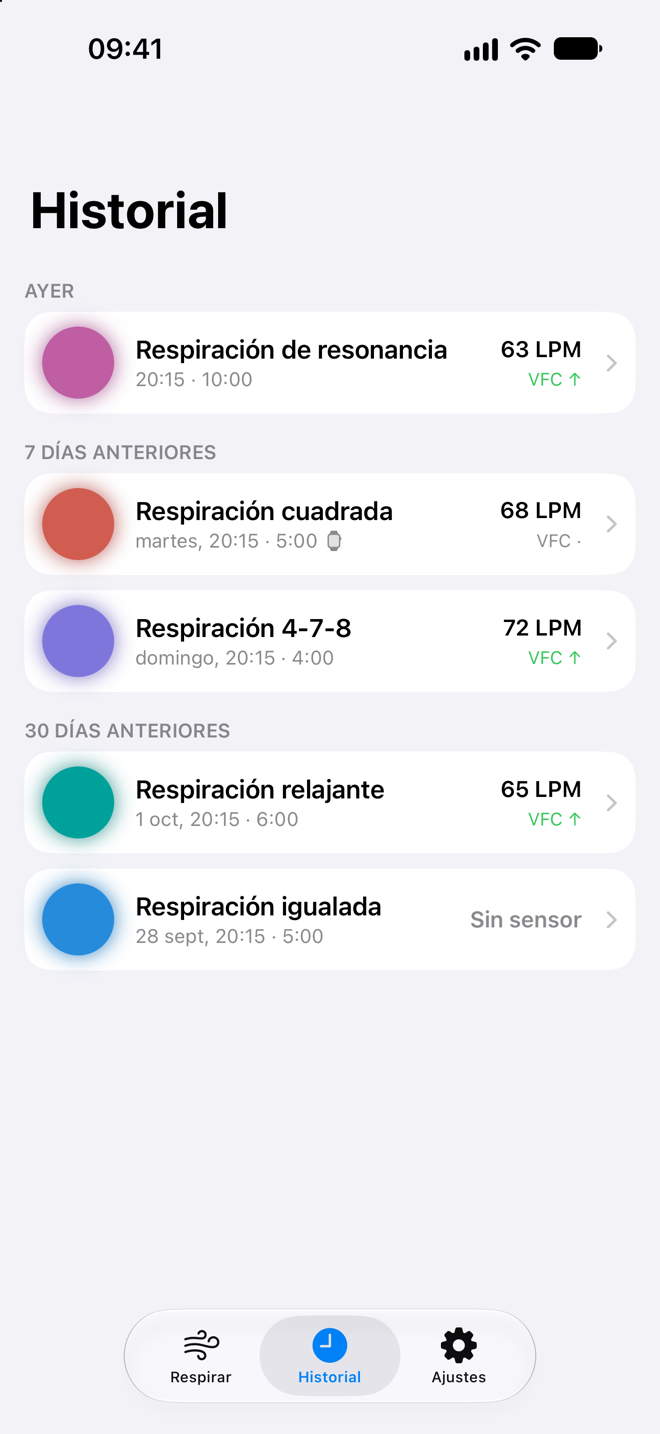 09:41
Historial
AYER
Respiración de resonancia
63 LPM
20:15 · 10:00
VFC ↑
7 DÍAS ANTERIORES
Respiración cuadrada
68 LPM
martes, 20:15 · 5:00
VFC ·
Respiración 4-7-8
72 LPM
domingo, 20:15 · 4:00
VFC ↑
30 DÍAS ANTERIORES
Respiración relajante
65 LPM
1 oct, 20:15 · 6:00
VFC ↑
Respiración igualada
Sin sensor
28 sept, 20:15 · 5:00
Respirar
Historial
Ajustes